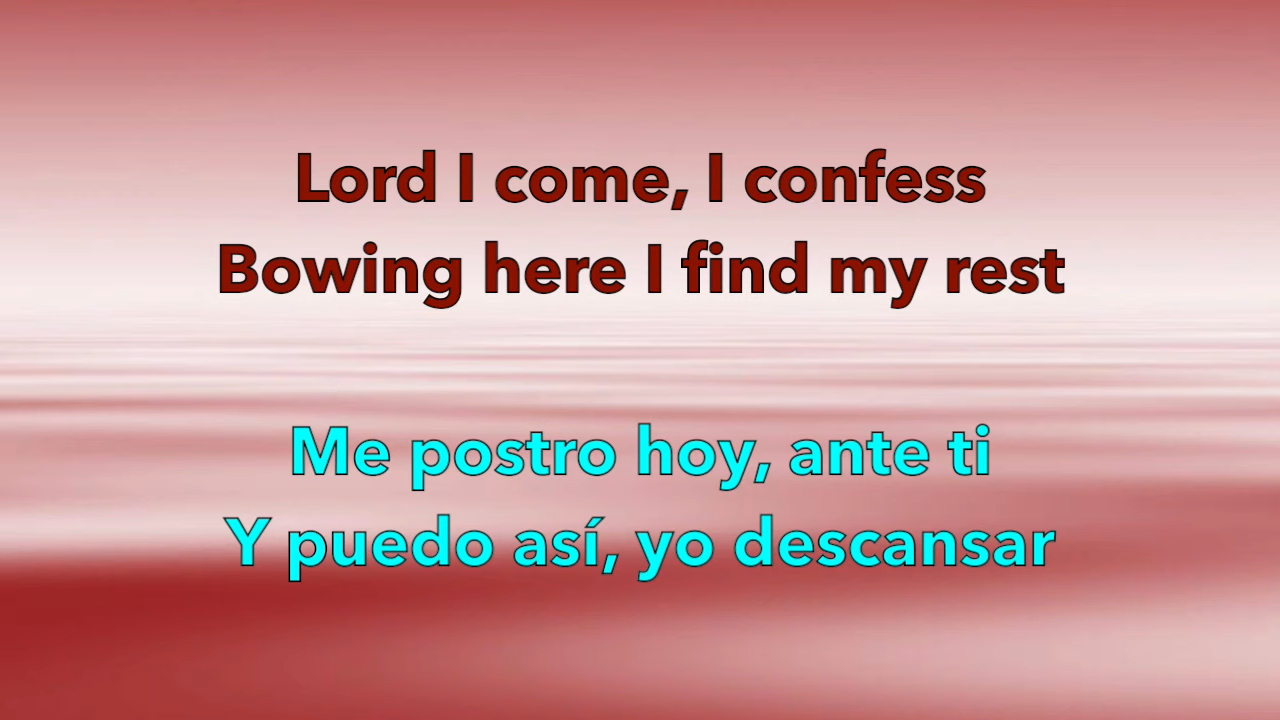 Lord I come, I confess
Bowing here I find my rest
Me postro hoy, ante ti
Y puedo así, yo descansar